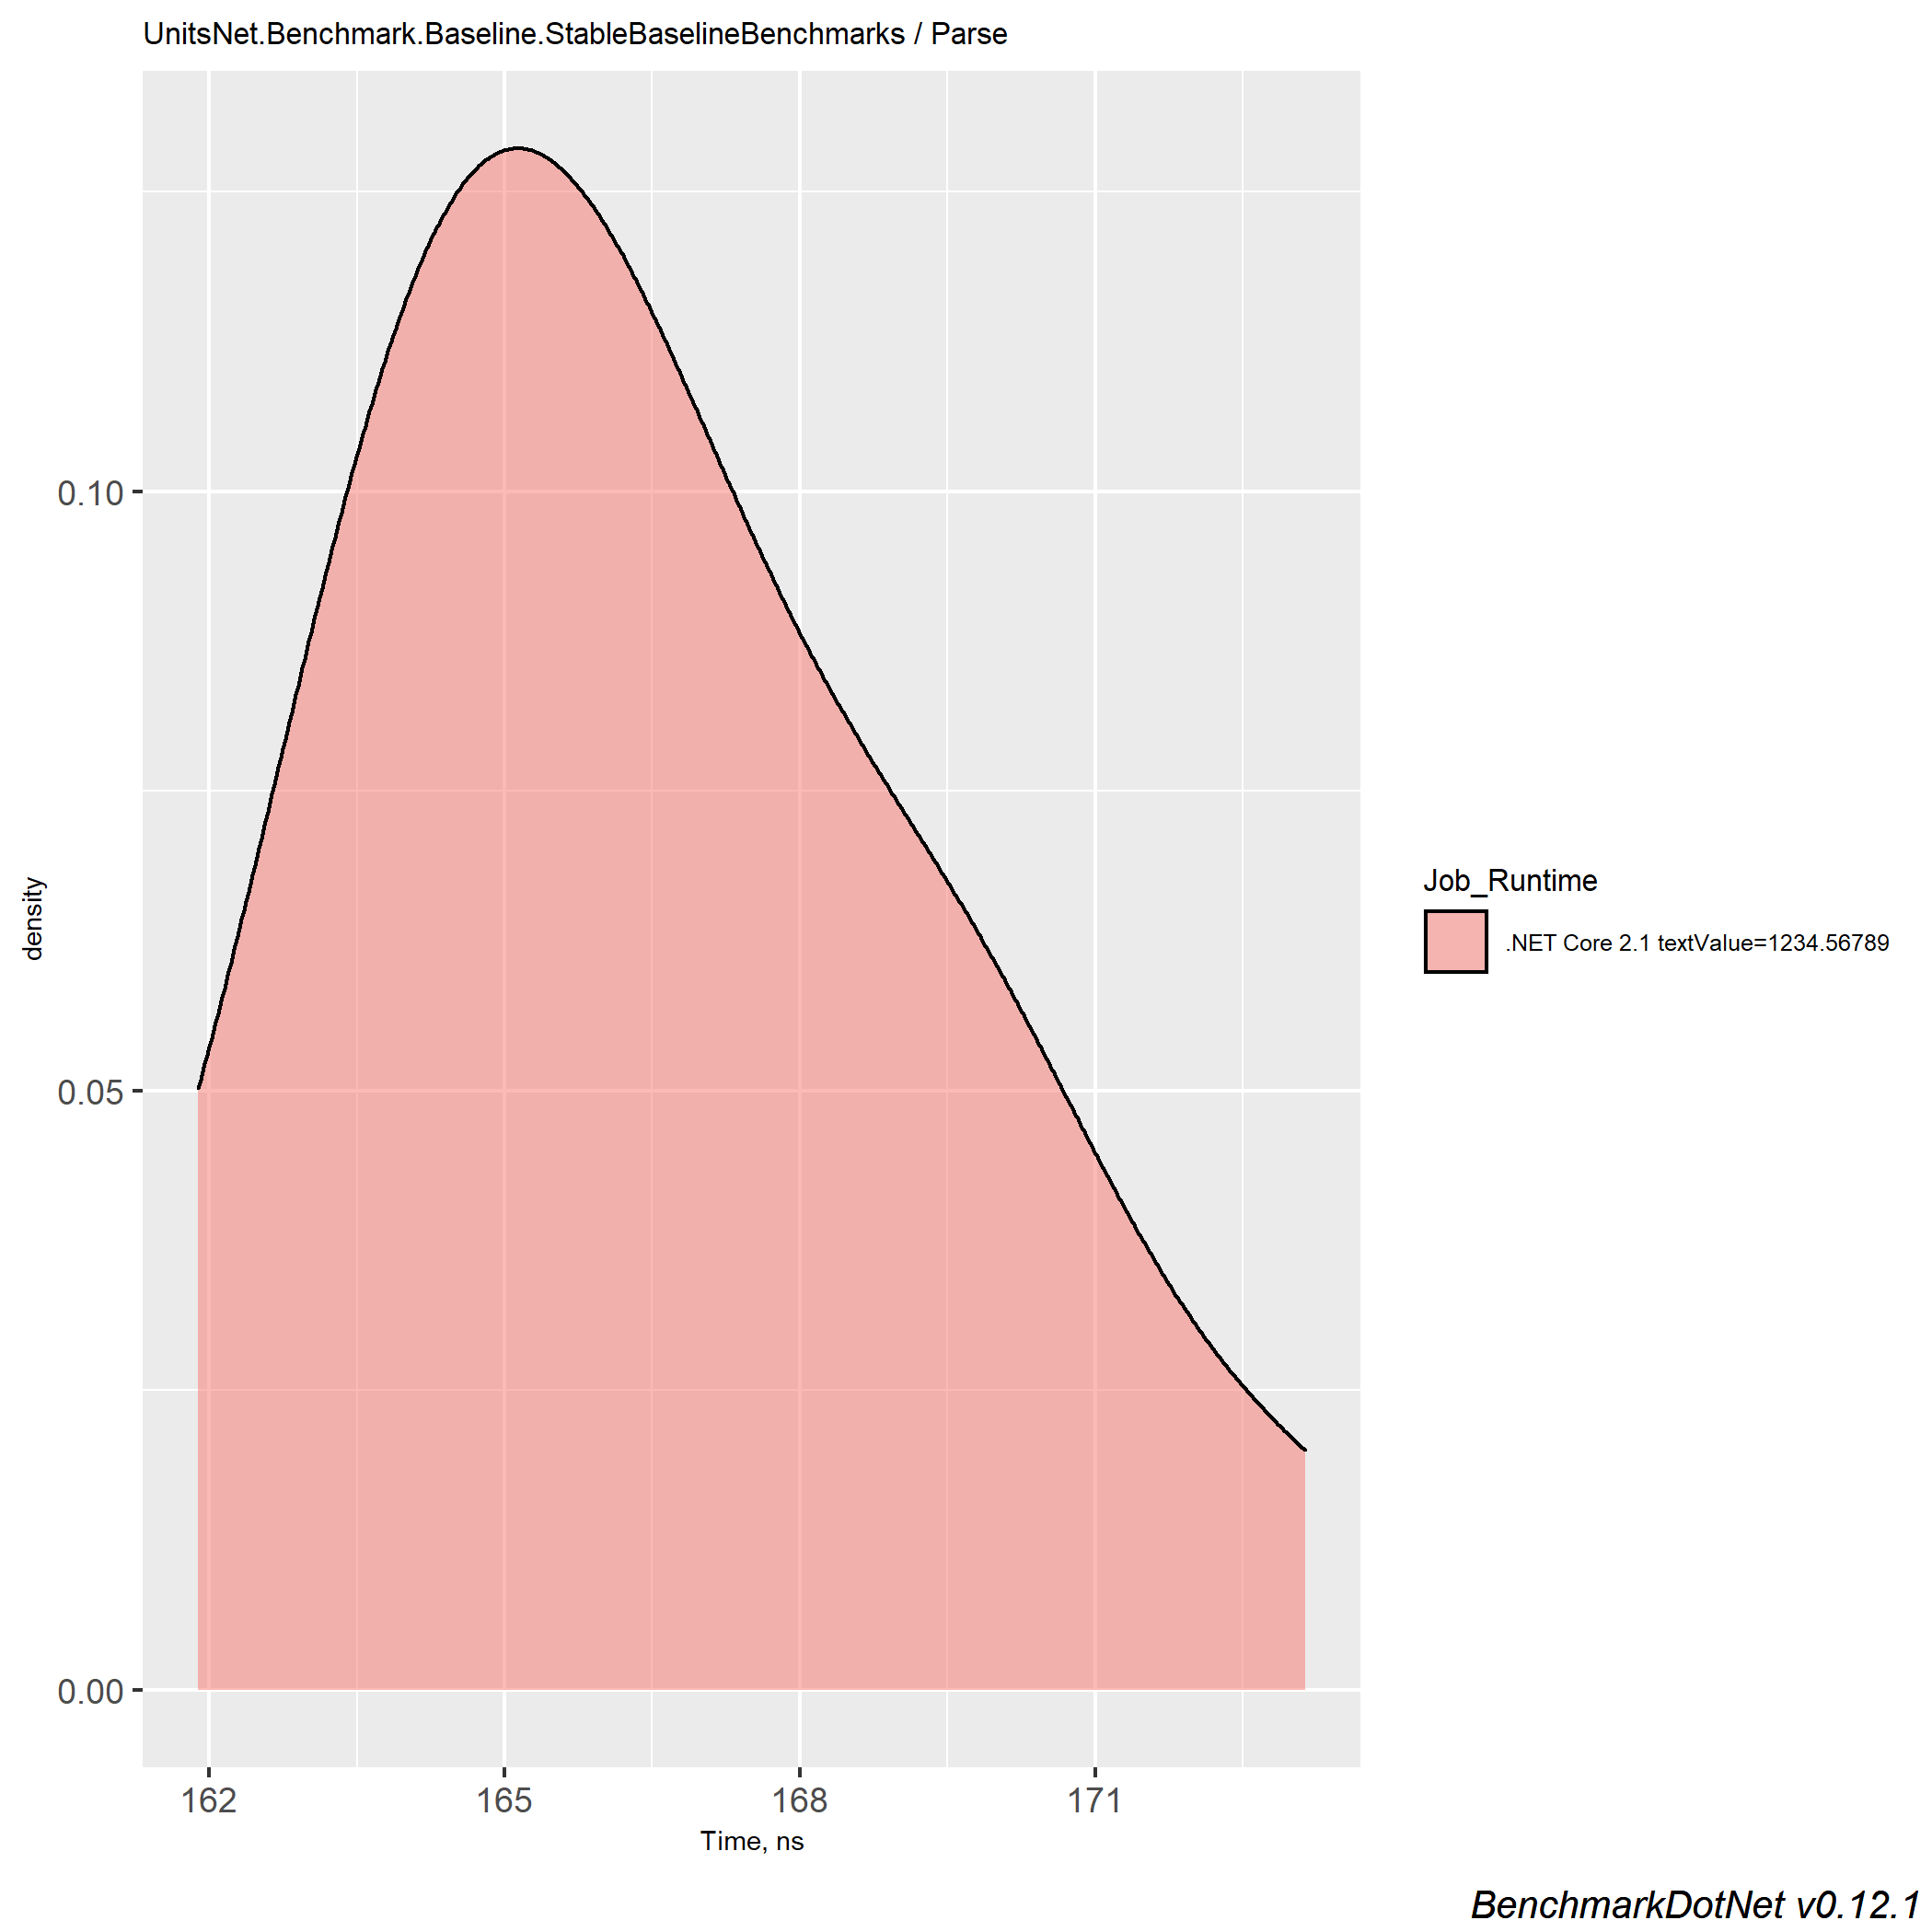 UnitsNet.Benchmark.Baseline.StableBaselineBenchmarks / Parse
0.10
0.05
0.00
density
162 165 168 171
Time, ns
Job_Runtime
.NET Core 2.1 textValue=1234.56789
BenchmarkDotNet v0.12.1